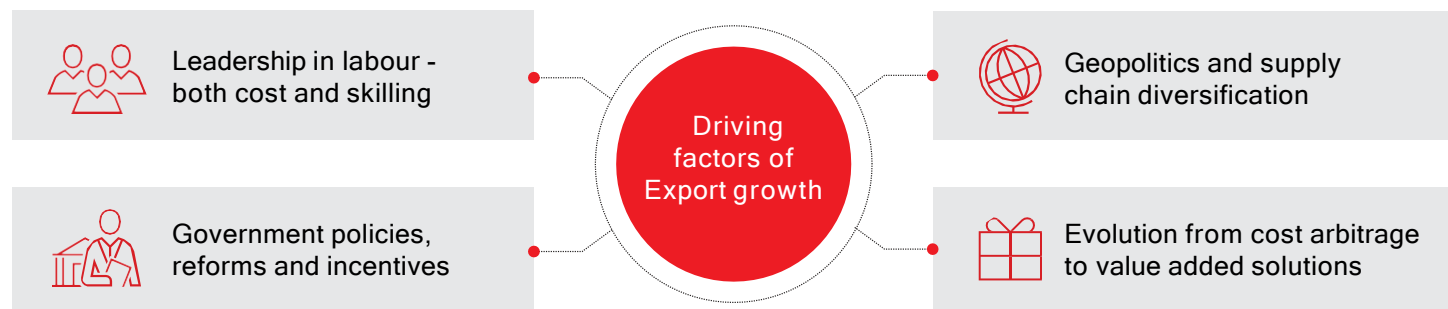 Leadership in labour -
both cost and skilling
Government policies,
reforms and incentives
Driving
factors of
Export growth
Geopolitics and supply
chain diversification
Evolution from cost arbitrage
to value added solutions